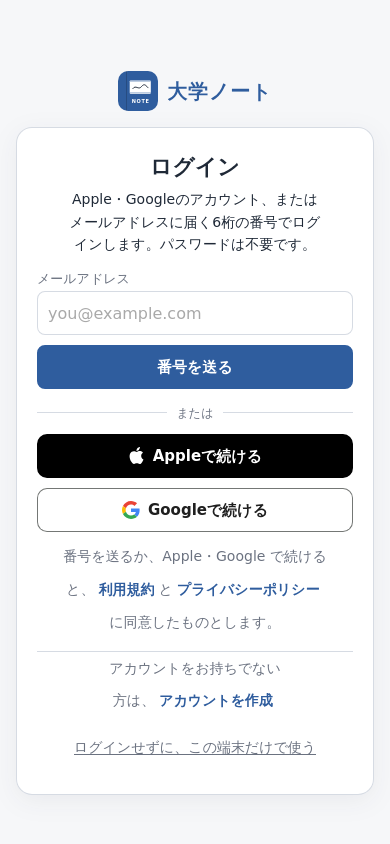 NOTE
大学ノート
ログイン
Apple・Googleのアカウント、または
メールアドレスに届く6桁の番号でログ
インします。パスワードは不要です。
メールアドレス
you@example.com
番号を送る
または
Appleで続ける
Googleで続ける
番号を送るか、Apple・Google で続ける
と、 利用規約 と プライバシーポリシー
に同意したものとします。
アカウントをお持ちでない
方は、 アカウントを作成
ログインせずに、この端末だけで使う